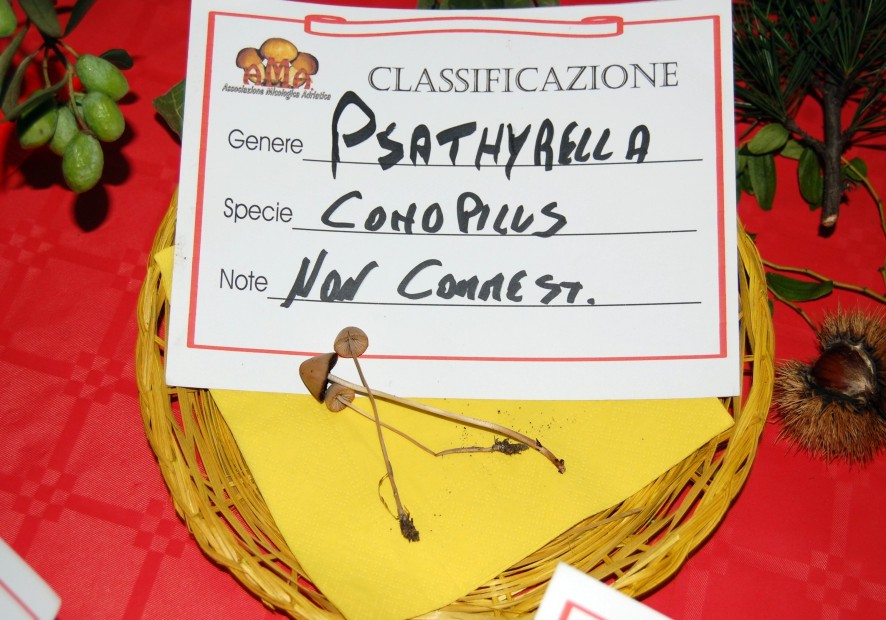 AMA
Associazione Micologica Adriatica
CLASSIFICAZIONE
Genere PSATHYRELLA
Specie CONOPILUS
Note NON COMMEST.